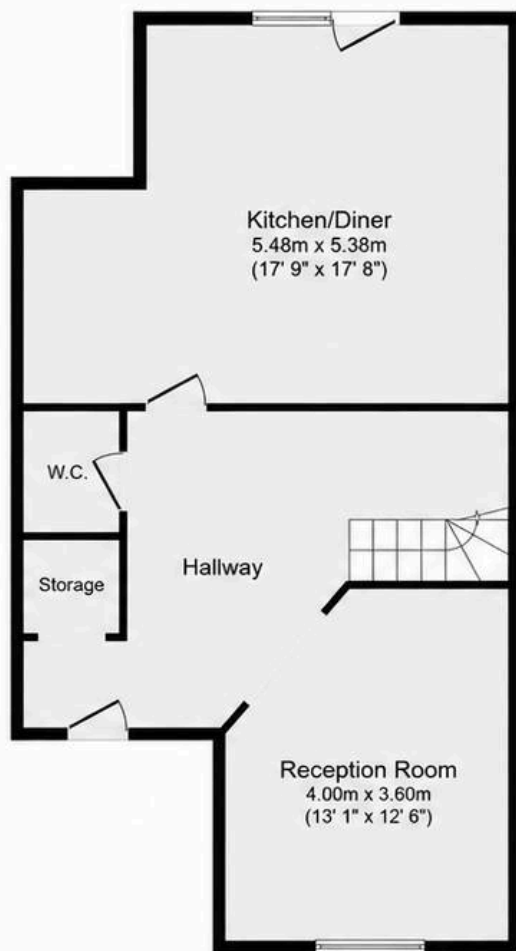 Kitchen/Diner
5.48m x 5.38m
(17' 9" x 17' 8")
W.C.
Hallway
Storage
Reception Room
4.00m x 3.60m
(13' 1" x 12' 6")